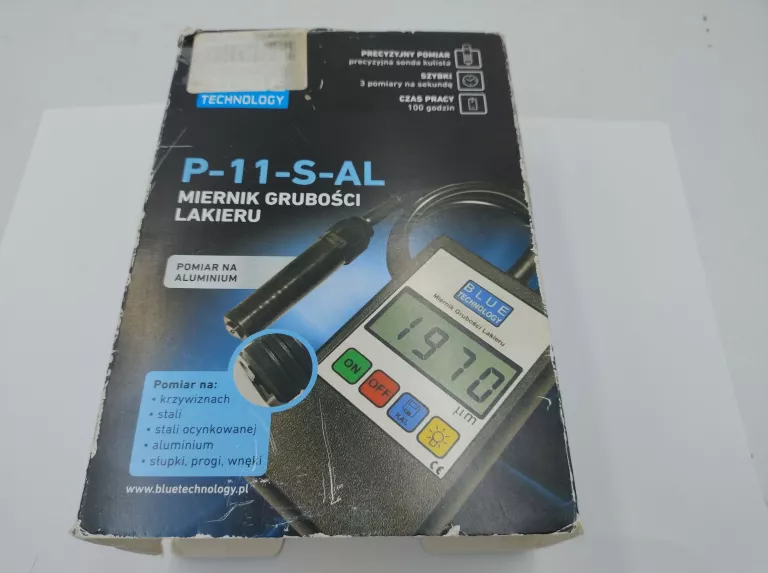 PRECYZYJNY POMIAR
precyzyjna sonda kulista
SZYBKI
3 pomiary na sekundę
CZAS PRACY
100 godzin
TECHNOLOGY
P-11-S-AL
MIERNIK GRUBOŚCI
LAKIERU
POMIAR NA
ALUMINIUM
BLUE
TECHNOLOGY
Miernik Grubości Lakieru
1970
µm
ON
OFF
KAL
CE
Pomiar na:
• krzywiznach
• stali
• stali ocynkowanej
• aluminium
• słupki, progi, wnęki
www.bluetechnology.pl